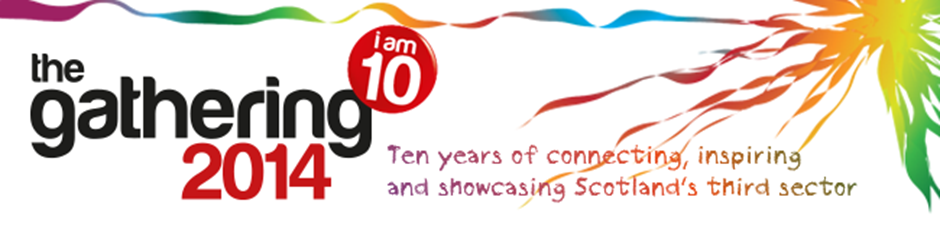 the
gathering
2014
i am
10
Ten years of connecting, inspiring
and showcasing Scotland's third sector